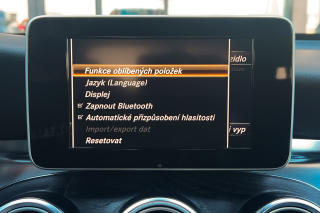 Funkce oblíbených položek
zidlo
Jazyk (Language)
Displej
Zapnout Bluetooth
Automatické přizpůsobení hlasitosti
Import/export dat
í vyp
Resetovat